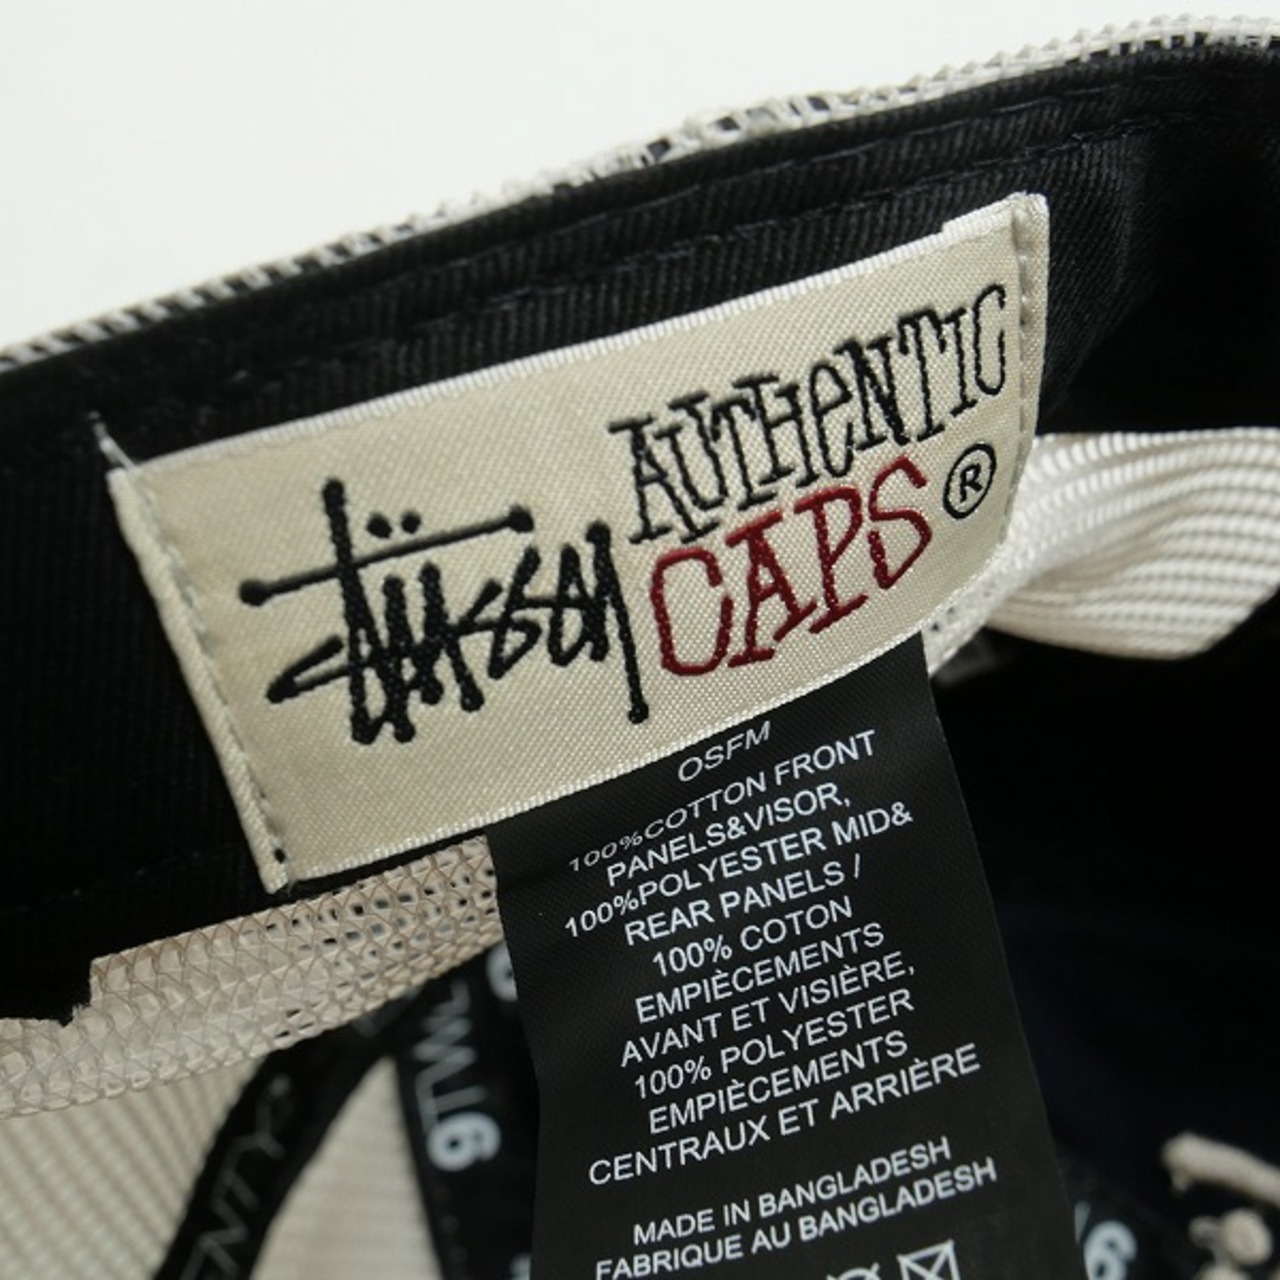 Stüssy
AUTHENTIC
CAPS®
OSFM
100%COTTON FRONT
PANELS&VISOR,
100%POLYESTER MID&
REAR PANELS /
100% COTON
EMPIÈCEMENTS
AVANT ET VISIÈRE,
100% POLYESTER
EMPIÈCEMENTS
CENTRAUX ET ARRIÈRE
MADE IN BANGLADESH
FABRIQUE AU BANGLADESH